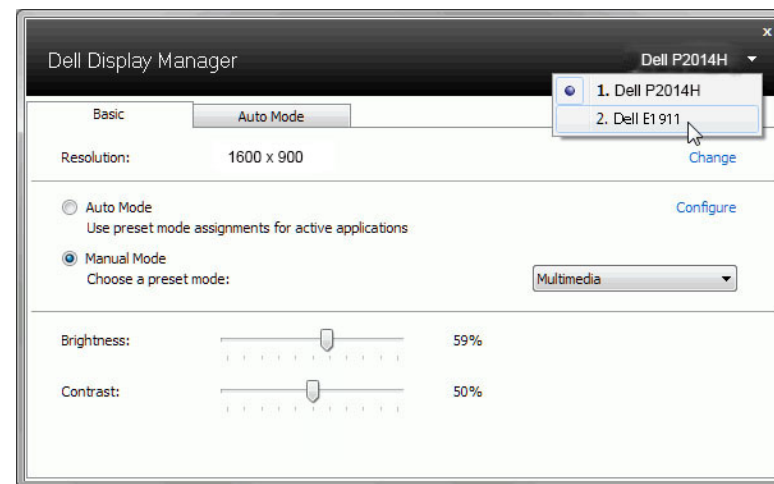 x
Dell Display Manager
Dell P2014H
1. Dell P2014H
2. Dell E1911
Basic
Auto Mode
Resolution:
1600 x 900
Change
Auto Mode
Configure
Use preset mode assignments for active applications
Manual Mode
Choose a preset mode:
Multimedia
Brightness:
59%
Contrast:
50%